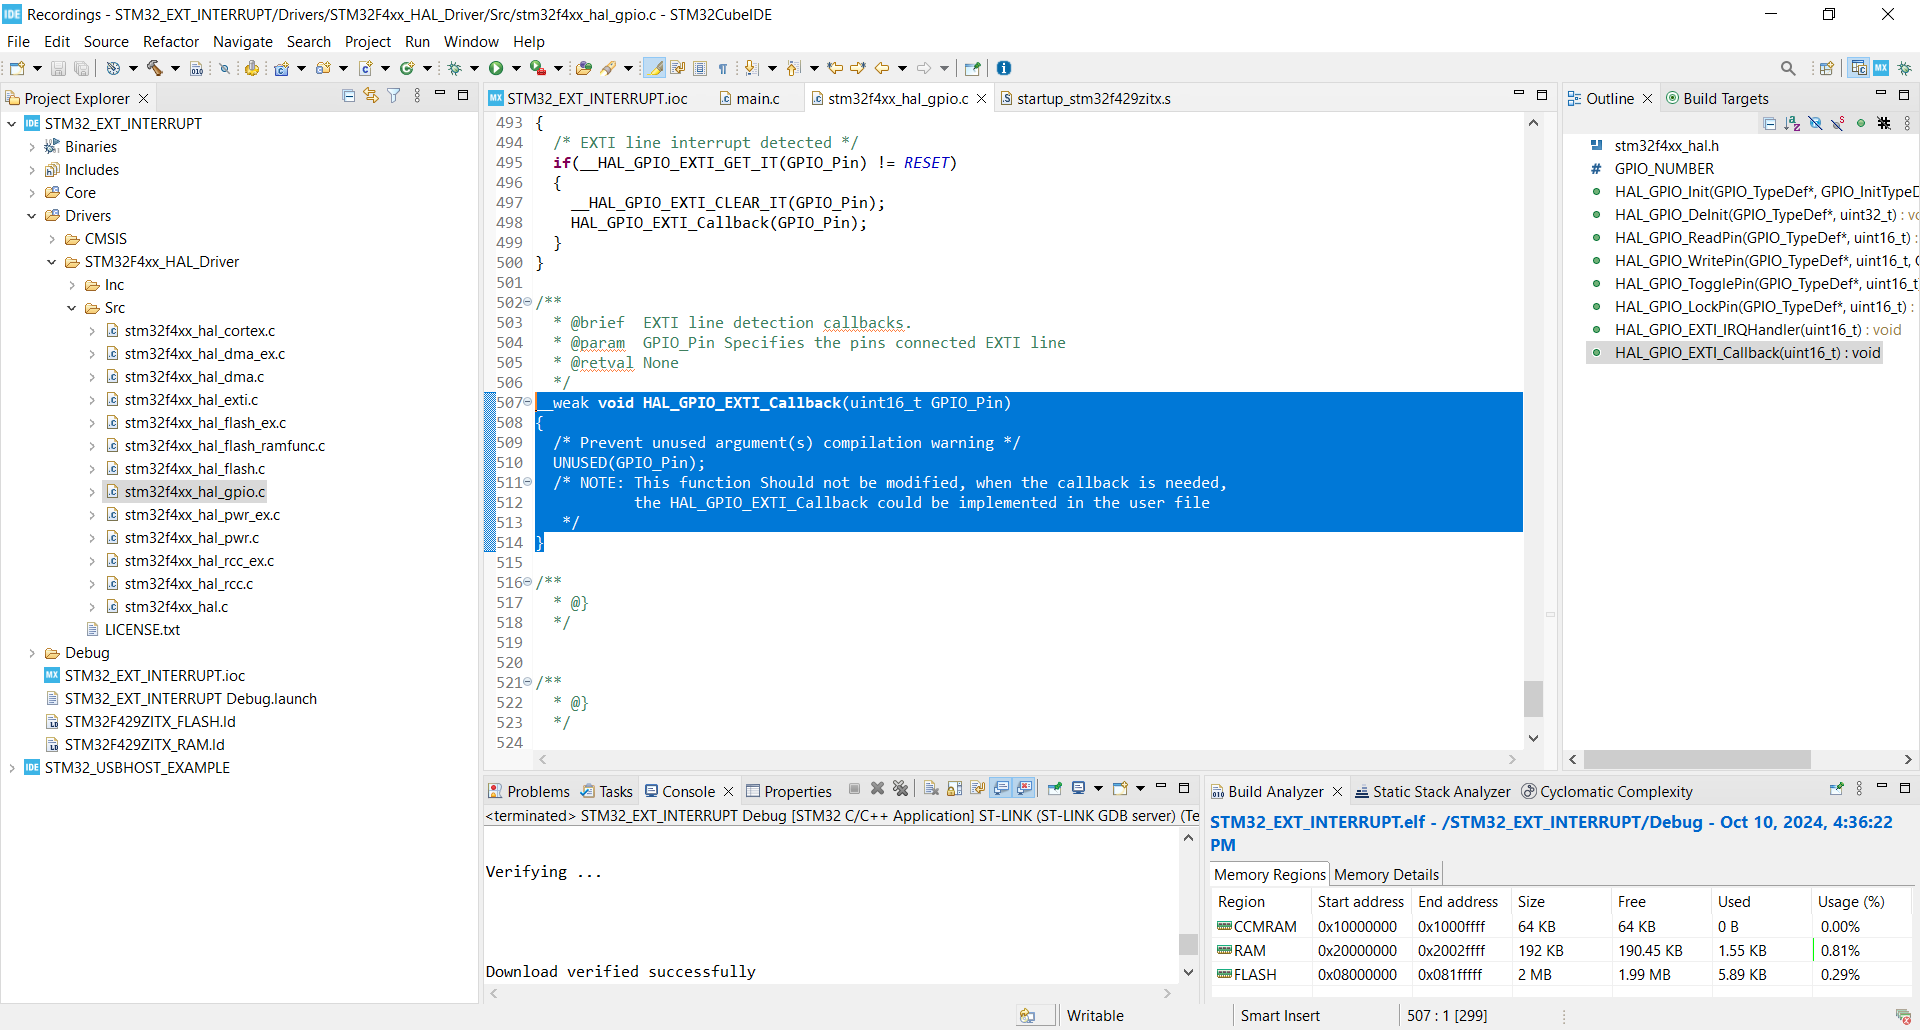 Recordings - STM32_EXT_INTERRUPT/Drivers/STM32F4xx_HAL_Driver/Src/stm32f4xx_hal_gpio.c - STM32CubeIDE
File Edit Source Refactor Navigate Search Project Run Window Help
Project Explorer
STM32_EXT_INTERRUPT
Binaries
Includes
Core
Drivers
CMSIS
STM32F4xx_HAL_Driver
Inc
Src
stm32f4xx_hal_cortex.c
stm32f4xx_hal_dma_ex.c
stm32f4xx_hal_dma.c
stm32f4xx_hal_exti.c
stm32f4xx_hal_flash_ex.c
stm32f4xx_hal_flash_ramfunc.c
stm32f4xx_hal_flash.c
stm32f4xx_hal_gpio.c
stm32f4xx_hal_pwr_ex.c
stm32f4xx_hal_pwr.c
stm32f4xx_hal_rcc_ex.c
stm32f4xx_hal_rcc.c
stm32f4xx_hal.c
LICENSE.txt
Debug
STM32_EXT_INTERRUPT.ioc
STM32_EXT_INTERRUPT Debug.launch
STM32F429ZITX_FLASH.ld
STM32F429ZITX_RAM.ld
STM32_USBHOST_EXAMPLE
STM32_EXT_INTERRUPT.ioc main.c stm32f4xx_hal_gpio.c startup_stm32f429zitx.s
493 {
494 /* EXTI line interrupt detected */
495 if(__HAL_GPIO_EXTI_GET_IT(GPIO_Pin) != RESET)
496 {
497 __HAL_GPIO_EXTI_CLEAR_IT(GPIO_Pin);
498 HAL_GPIO_EXTI_Callback(GPIO_Pin);
499 }
500 }
501
502 /**
503 * @brief EXTI line detection callbacks.
504 * @param GPIO_Pin Specifies the pins connected EXTI line
505 * @retval None
506 */
507 __weak void HAL_GPIO_EXTI_Callback(uint16_t GPIO_Pin)
508 {
509 /* Prevent unused argument(s) compilation warning */
510 UNUSED(GPIO_Pin);
511 /* NOTE: This function Should not be modified, when the callback is needed,
512 the HAL_GPIO_EXTI_Callback could be implemented in the user file
513 */
514 }
515
516 /**
517 * @}
518 */
519
520
521 /**
522 * @}
523 */
524
Outline Build Targets
stm32f4xx_hal.h
# GPIO_NUMBER
HAL_GPIO_Init(GPIO_TypeDef*, GPIO_InitTypeD
HAL_GPIO_DeInit(GPIO_TypeDef*, uint32_t) : vo
HAL_GPIO_ReadPin(GPIO_TypeDef*, uint16_t) :
HAL_GPIO_WritePin(GPIO_TypeDef*, uint16_t, G
HAL_GPIO_TogglePin(GPIO_TypeDef*, uint16_t
HAL_GPIO_LockPin(GPIO_TypeDef*, uint16_t) :
HAL_GPIO_EXTI_IRQHandler(uint16_t) : void
HAL_GPIO_EXTI_Callback(uint16_t) : void
Problems Tasks Console Properties
<terminated> STM32_EXT_INTERRUPT Debug [STM32 C/C++ Application] ST-LINK (ST-LINK GDB server) (Te
Verifying ...
Download verified successfully
Build Analyzer Static Stack Analyzer Cyclomatic Complexity
STM32_EXT_INTERRUPT.elf - /STM32_EXT_INTERRUPT/Debug - Oct 10, 2024, 4:36:22
PM
Memory Regions Memory Details
Region Start address End address Size Free Used Usage (%)
CCMRAM 0x10000000 0x1000ffff 64 KB 64 KB 0 B 0.00%
RAM 0x20000000 0x2002ffff 192 KB 190.45 KB 1.55 KB 0.81%
FLASH 0x08000000 0x081fffff 2 MB 1.99 MB 5.89 KB 0.29%
Writable Smart Insert 507 : 1 [299]